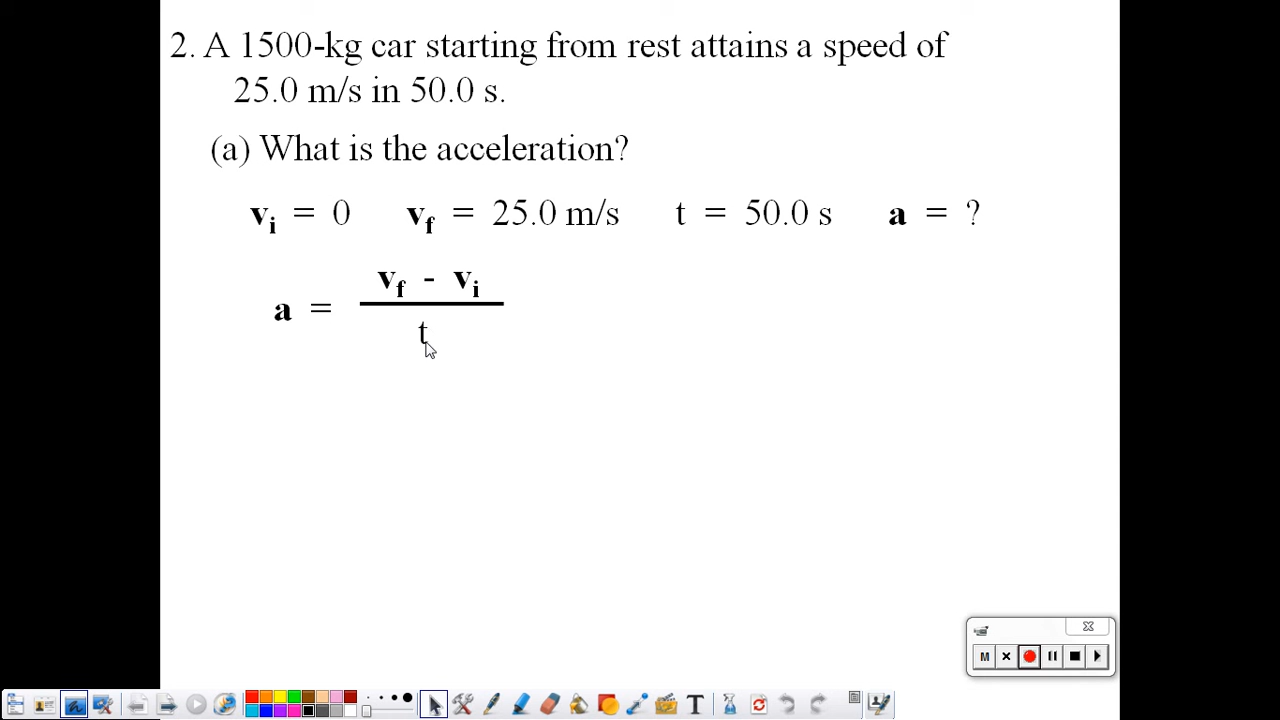 2. A 1500-kg car starting from rest attains a speed of
25.0 m/s in 50.0 s.
(a) What is the acceleration?
vi = 0 vf = 25.0 m/s t = 50.0 s a = ?
vf - vi
a =
t
M
T